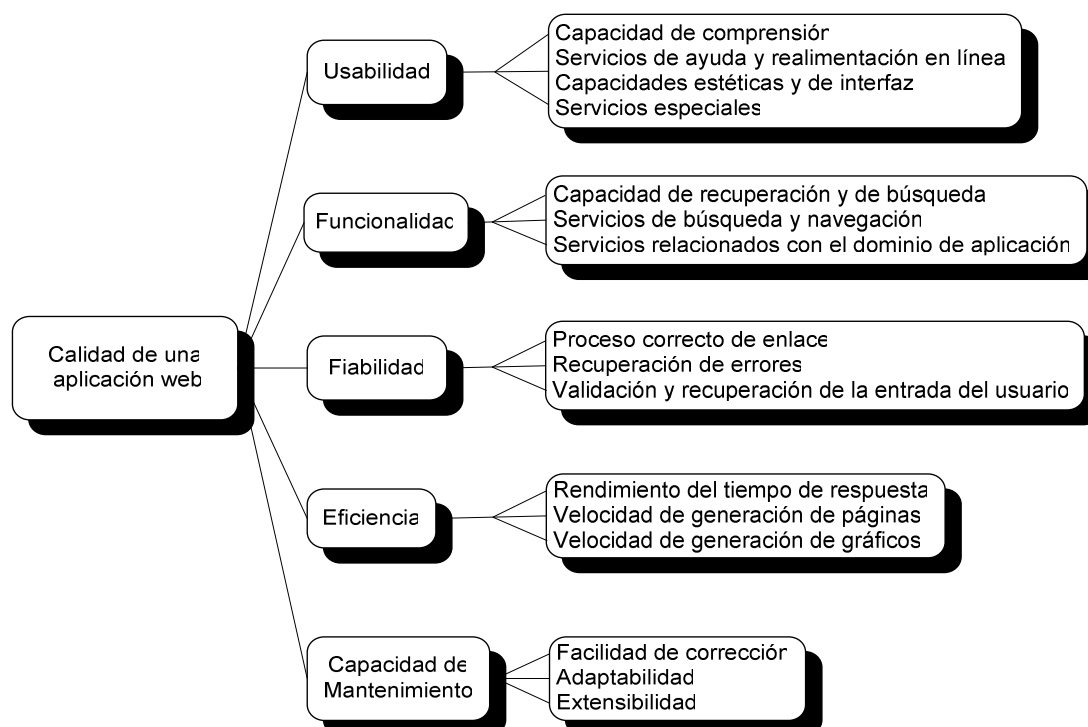 Calidad de una
aplicación web
Usabilidad
Capacidad de comprensión
Servicios de ayuda y realimentación en línea
Capacidades estéticas y de interfaz
Servicios especiales
Funcionalidad
Capacidad de recuperación y de búsqueda
Servicios de búsqueda y navegación
Servicios relacionados con el dominio de aplicación
Fiabilidad
Proceso correcto de enlace
Recuperación de errores
Validación y recuperación de la entrada del usuario
Eficiencia
Rendimiento del tiempo de respuesta
Velocidad de generación de páginas
Velocidad de generación de gráficos
Capacidad de
Mantenimiento
Facilidad de corrección
Adaptabilidad
Extensibilidad